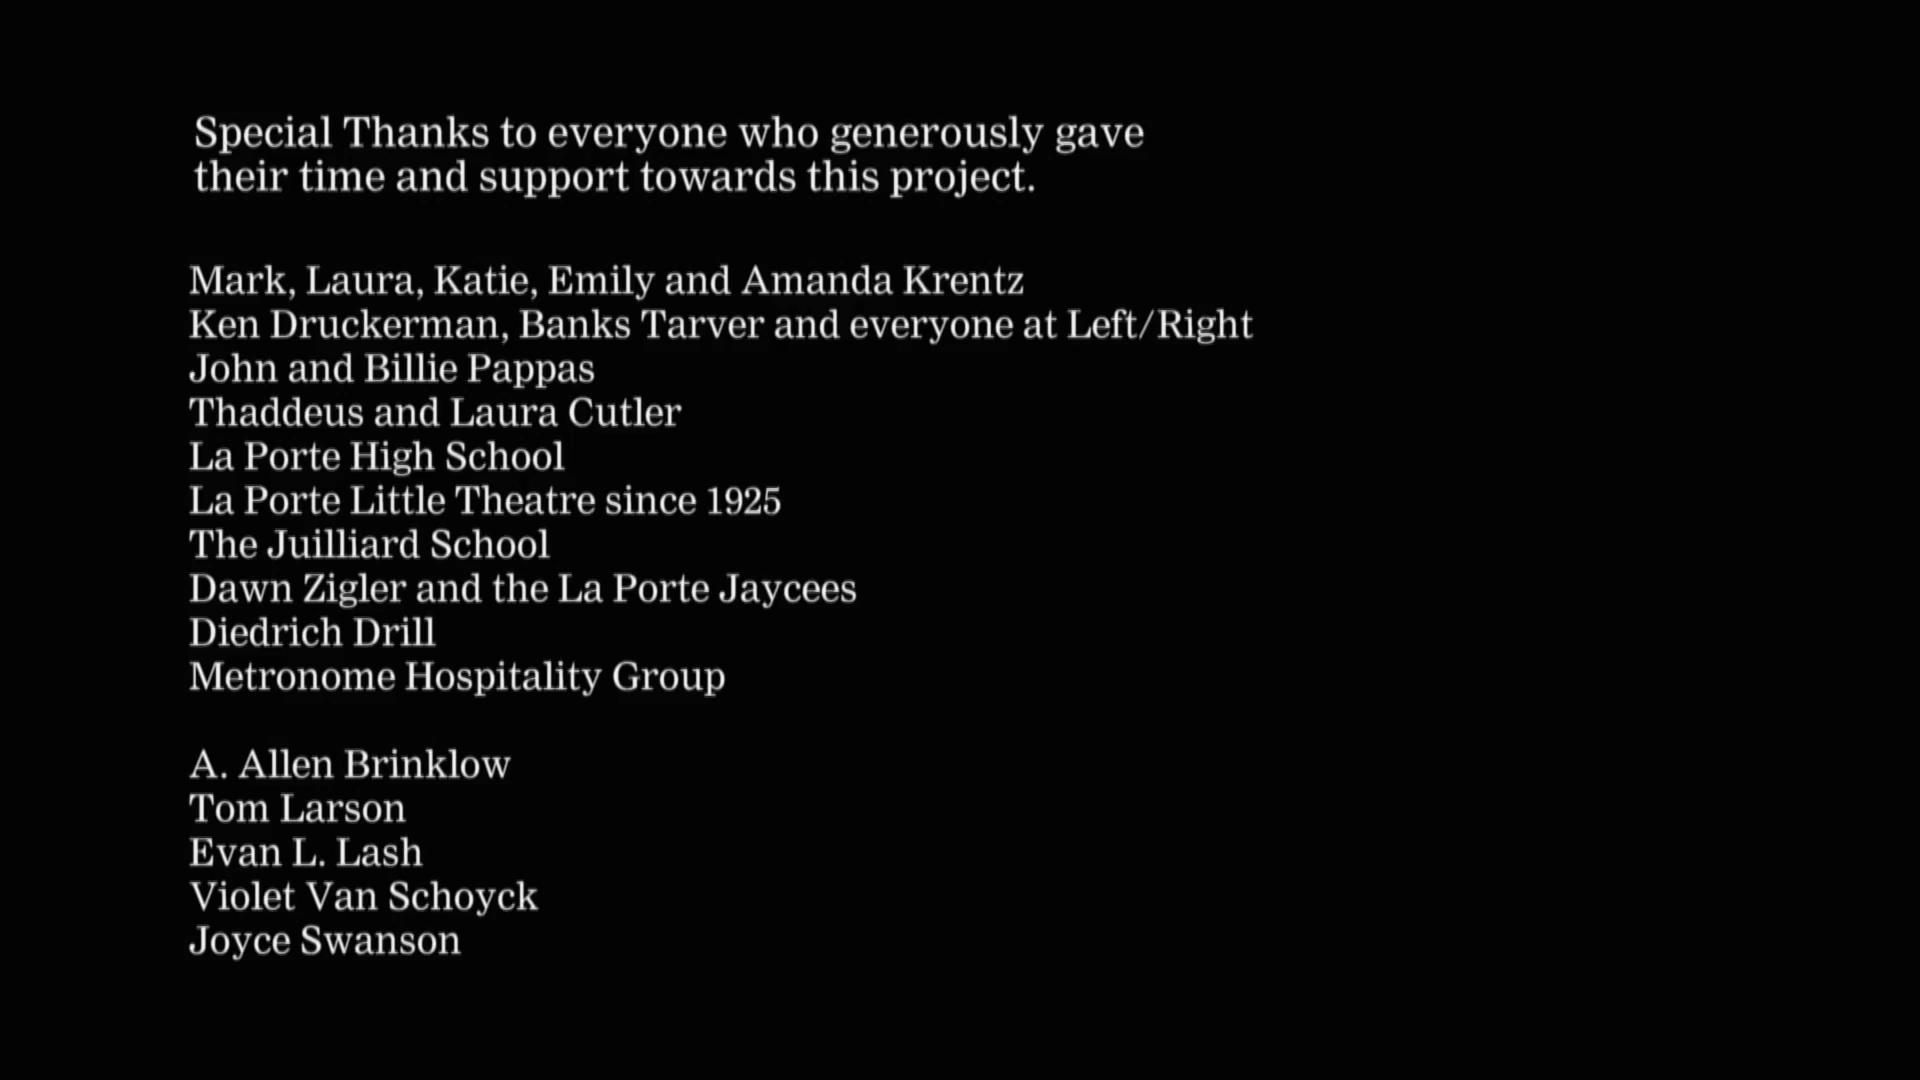 Special Thanks to everyone who generously gave
their time and support towards this project.
Mark, Laura, Katie, Emily and Amanda Krentz
Ken Druckerman, Banks Tarver and everyone at Left/Right
John and Billie Pappas
Thaddeus and Laura Cutler
La Porte High School
La Porte Little Theatre since 1925
The Juilliard School
Dawn Zigler and the La Porte Jaycees
Diedrich Drill
Metronome Hospitality Group
A. Allen Brinklow
Tom Larson
Evan L. Lash
Violet Van Schoyck
Joyce Swanson